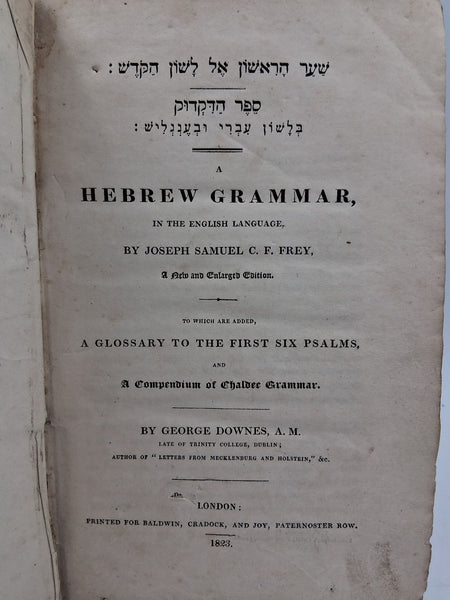 שַׁעַר הָרִאשׁוֹן אֶל לְשׁוֹן הַקֹּדֶשׁ:
סֵפֶר הַדִּקְדּוּק
בִּלְשׁוֹן עִבְרִי וּבְעֶנְגְלִישׁ:
A
HEBREW GRAMMAR,
IN THE ENGLISH LANGUAGE,
BY JOSEPH SAMUEL C. F. FREY,
A New and Enlarged Edition.
TO WHICH ARE ADDED,
A GLOSSARY TO THE FIRST SIX PSALMS,
AND
A Compendium of Chaldee Grammar.
BY GEORGE DOWNES, A. M.
LATE OF TRINITY COLLEGE, DUBLIN;
AUTHOR OF "LETTERS FROM MECKLENBURG AND HOLSTEIN," &c.
LONDON:
PRINTED FOR BALDWIN, CRADOCK, AND JOY, PATERNOSTER ROW.
1823.